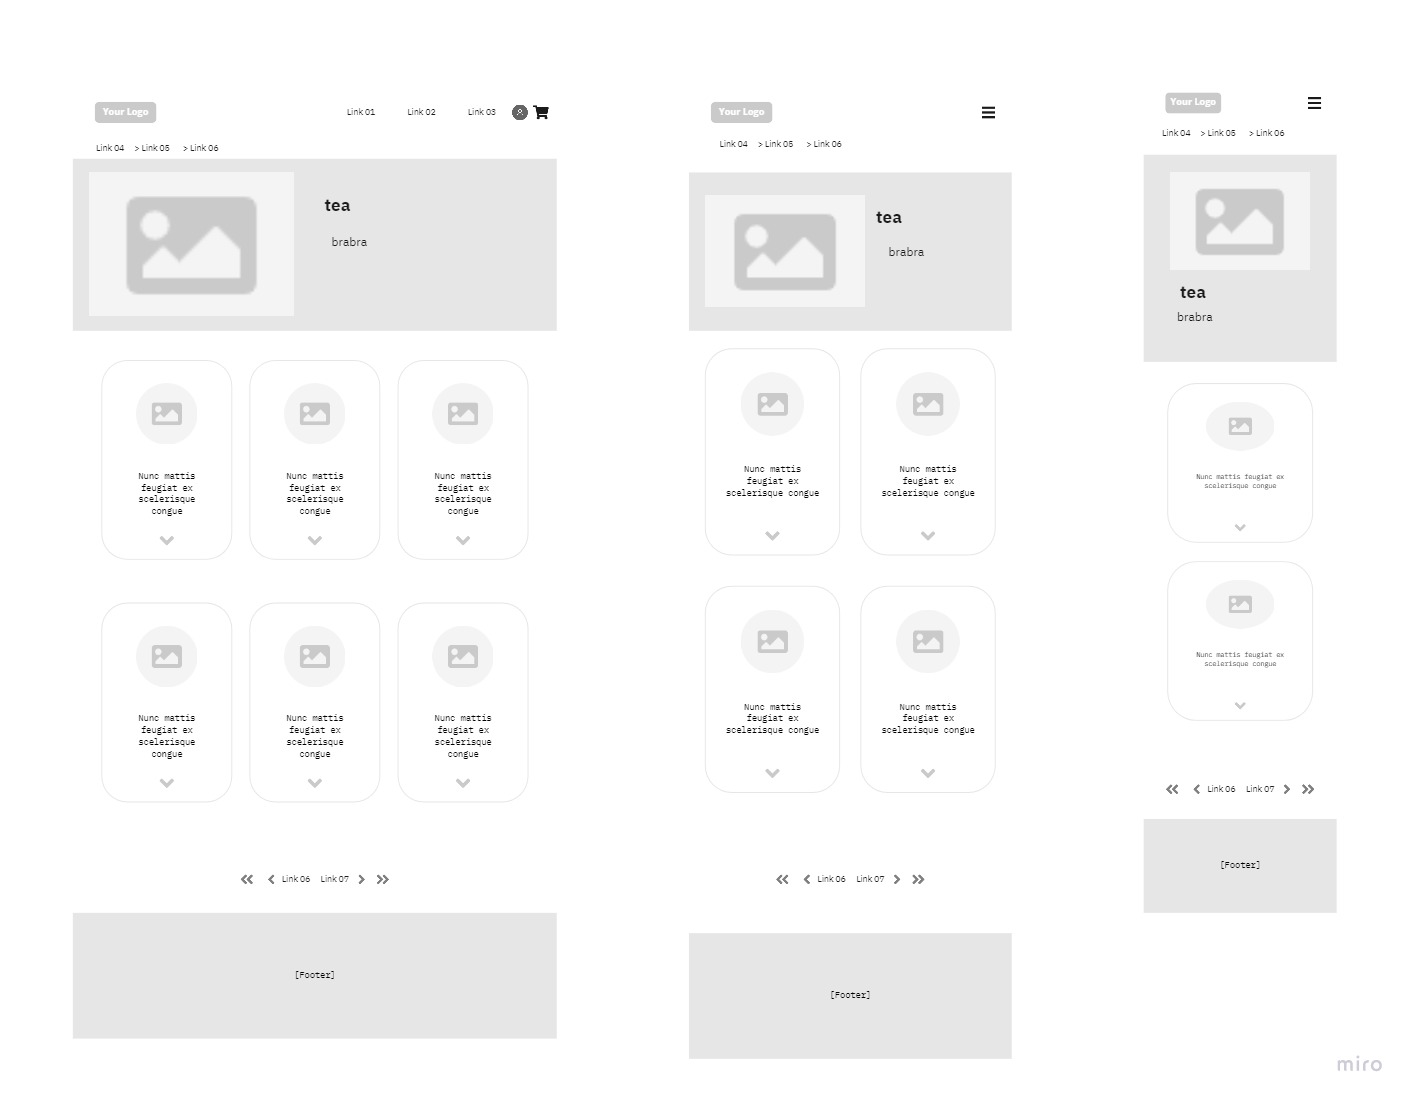 Your Logo
Link 01
Link 02
Link 03
Link 04 > Link 05 > Link 06
tea
brabra
Nunc mattis
feugiat ex
scelerisque
congue
Nunc mattis
feugiat ex
scelerisque
congue
Nunc mattis
feugiat ex
scelerisque
congue
Nunc mattis
feugiat ex
scelerisque
congue
Nunc mattis
feugiat ex
scelerisque
congue
Nunc mattis
feugiat ex
scelerisque
congue
Link 06 Link 07
[Footer]
Your Logo
Link 04 > Link 05 > Link 06
tea
brabra
Nunc mattis
feugiat ex
scelerisque congue
Nunc mattis
feugiat ex
scelerisque congue
Nunc mattis
feugiat ex
scelerisque congue
Nunc mattis
feugiat ex
scelerisque congue
Link 06 Link 07
[Footer]
Your Logo
Link 04 > Link 05 > Link 06
tea
brabra
Nunc mattis feugiat ex
scelerisque congue
Nunc mattis feugiat ex
scelerisque congue
Link 06 Link 07
[Footer]
miro